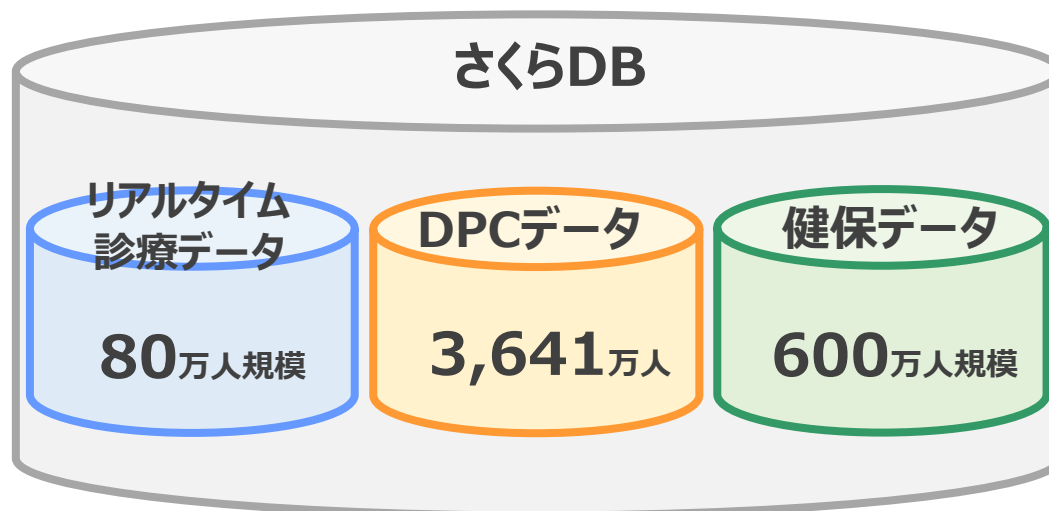 さくらDB
リアルタイム
診療データ
80万人規模
DPCデータ
3,641万人
健保データ
600万人規模